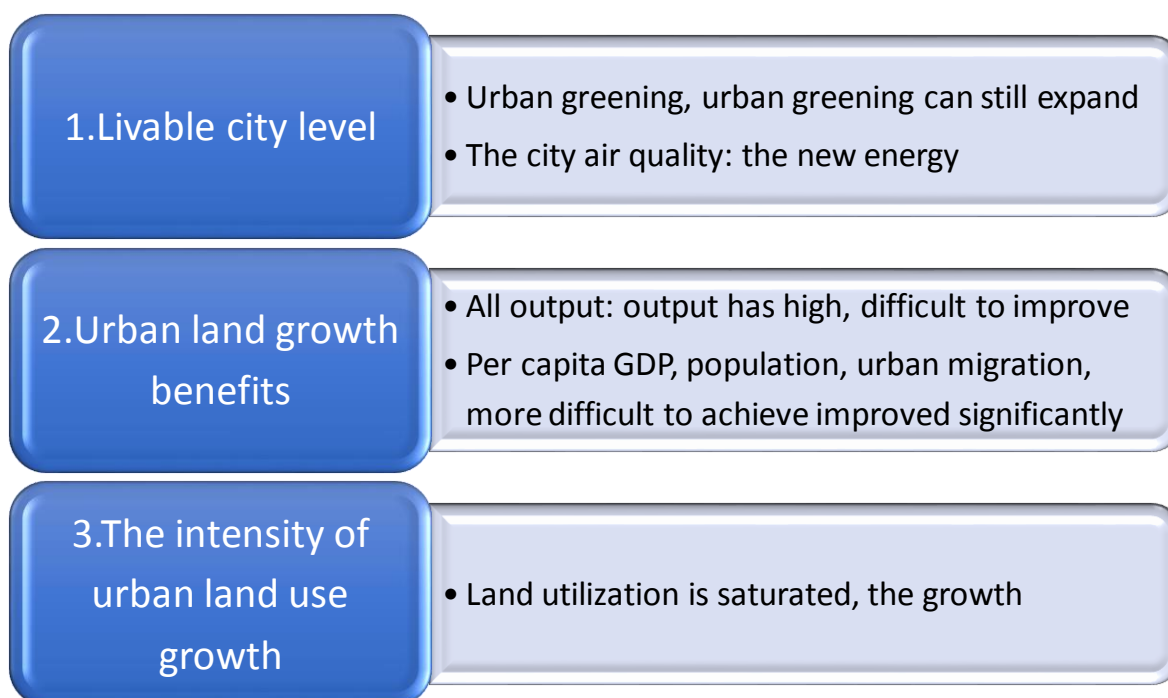 1.Livable city level
• Urban greening, urban greening can still expand
• The city air quality: the new energy
2.Urban land growth
benefits
• All output: output has high, difficult to improve
• Per capita GDP, population, urban migration,
more difficult to achieve improved significantly
3.The intensity of
urban land use
growth
• Land utilization is saturated, the growth